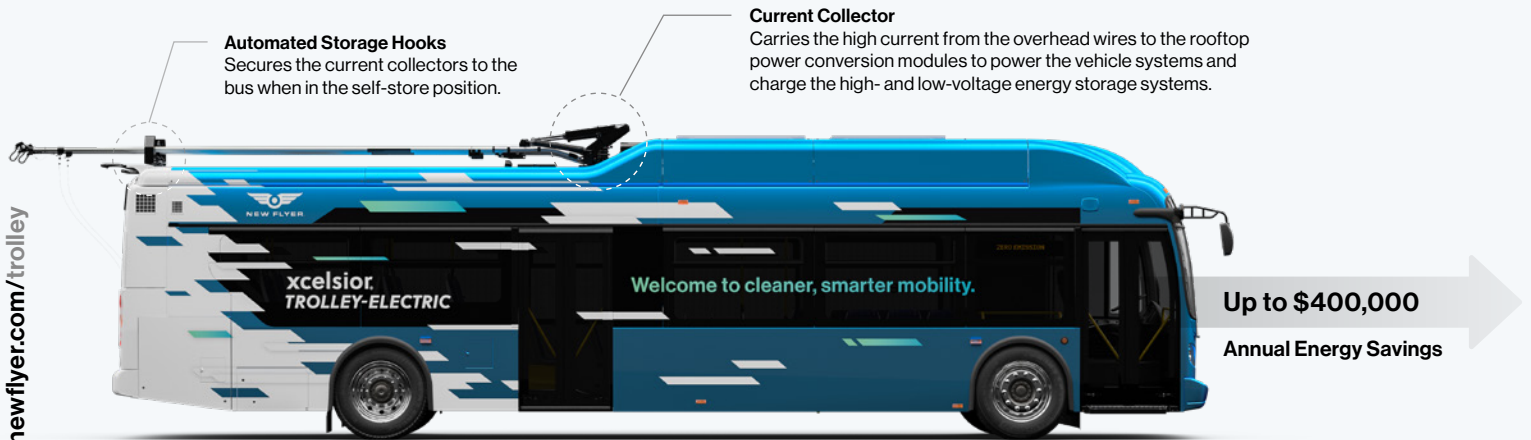 Current Collector
Carries the high current from the overhead wires to the rooftop
power conversion modules to power the vehicle systems and
charge the high- and low-voltage energy storage systems.
Automated Storage Hooks
Secures the current collectors to the
bus when in the self-store position.
NEW FLYER
xcelsior
TROLLEY-ELECTRIC
Welcome to cleaner, smarter mobility.
ZERO EMISSION
Up to $400,000
Annual Energy Savings
newflyer.com/trolley